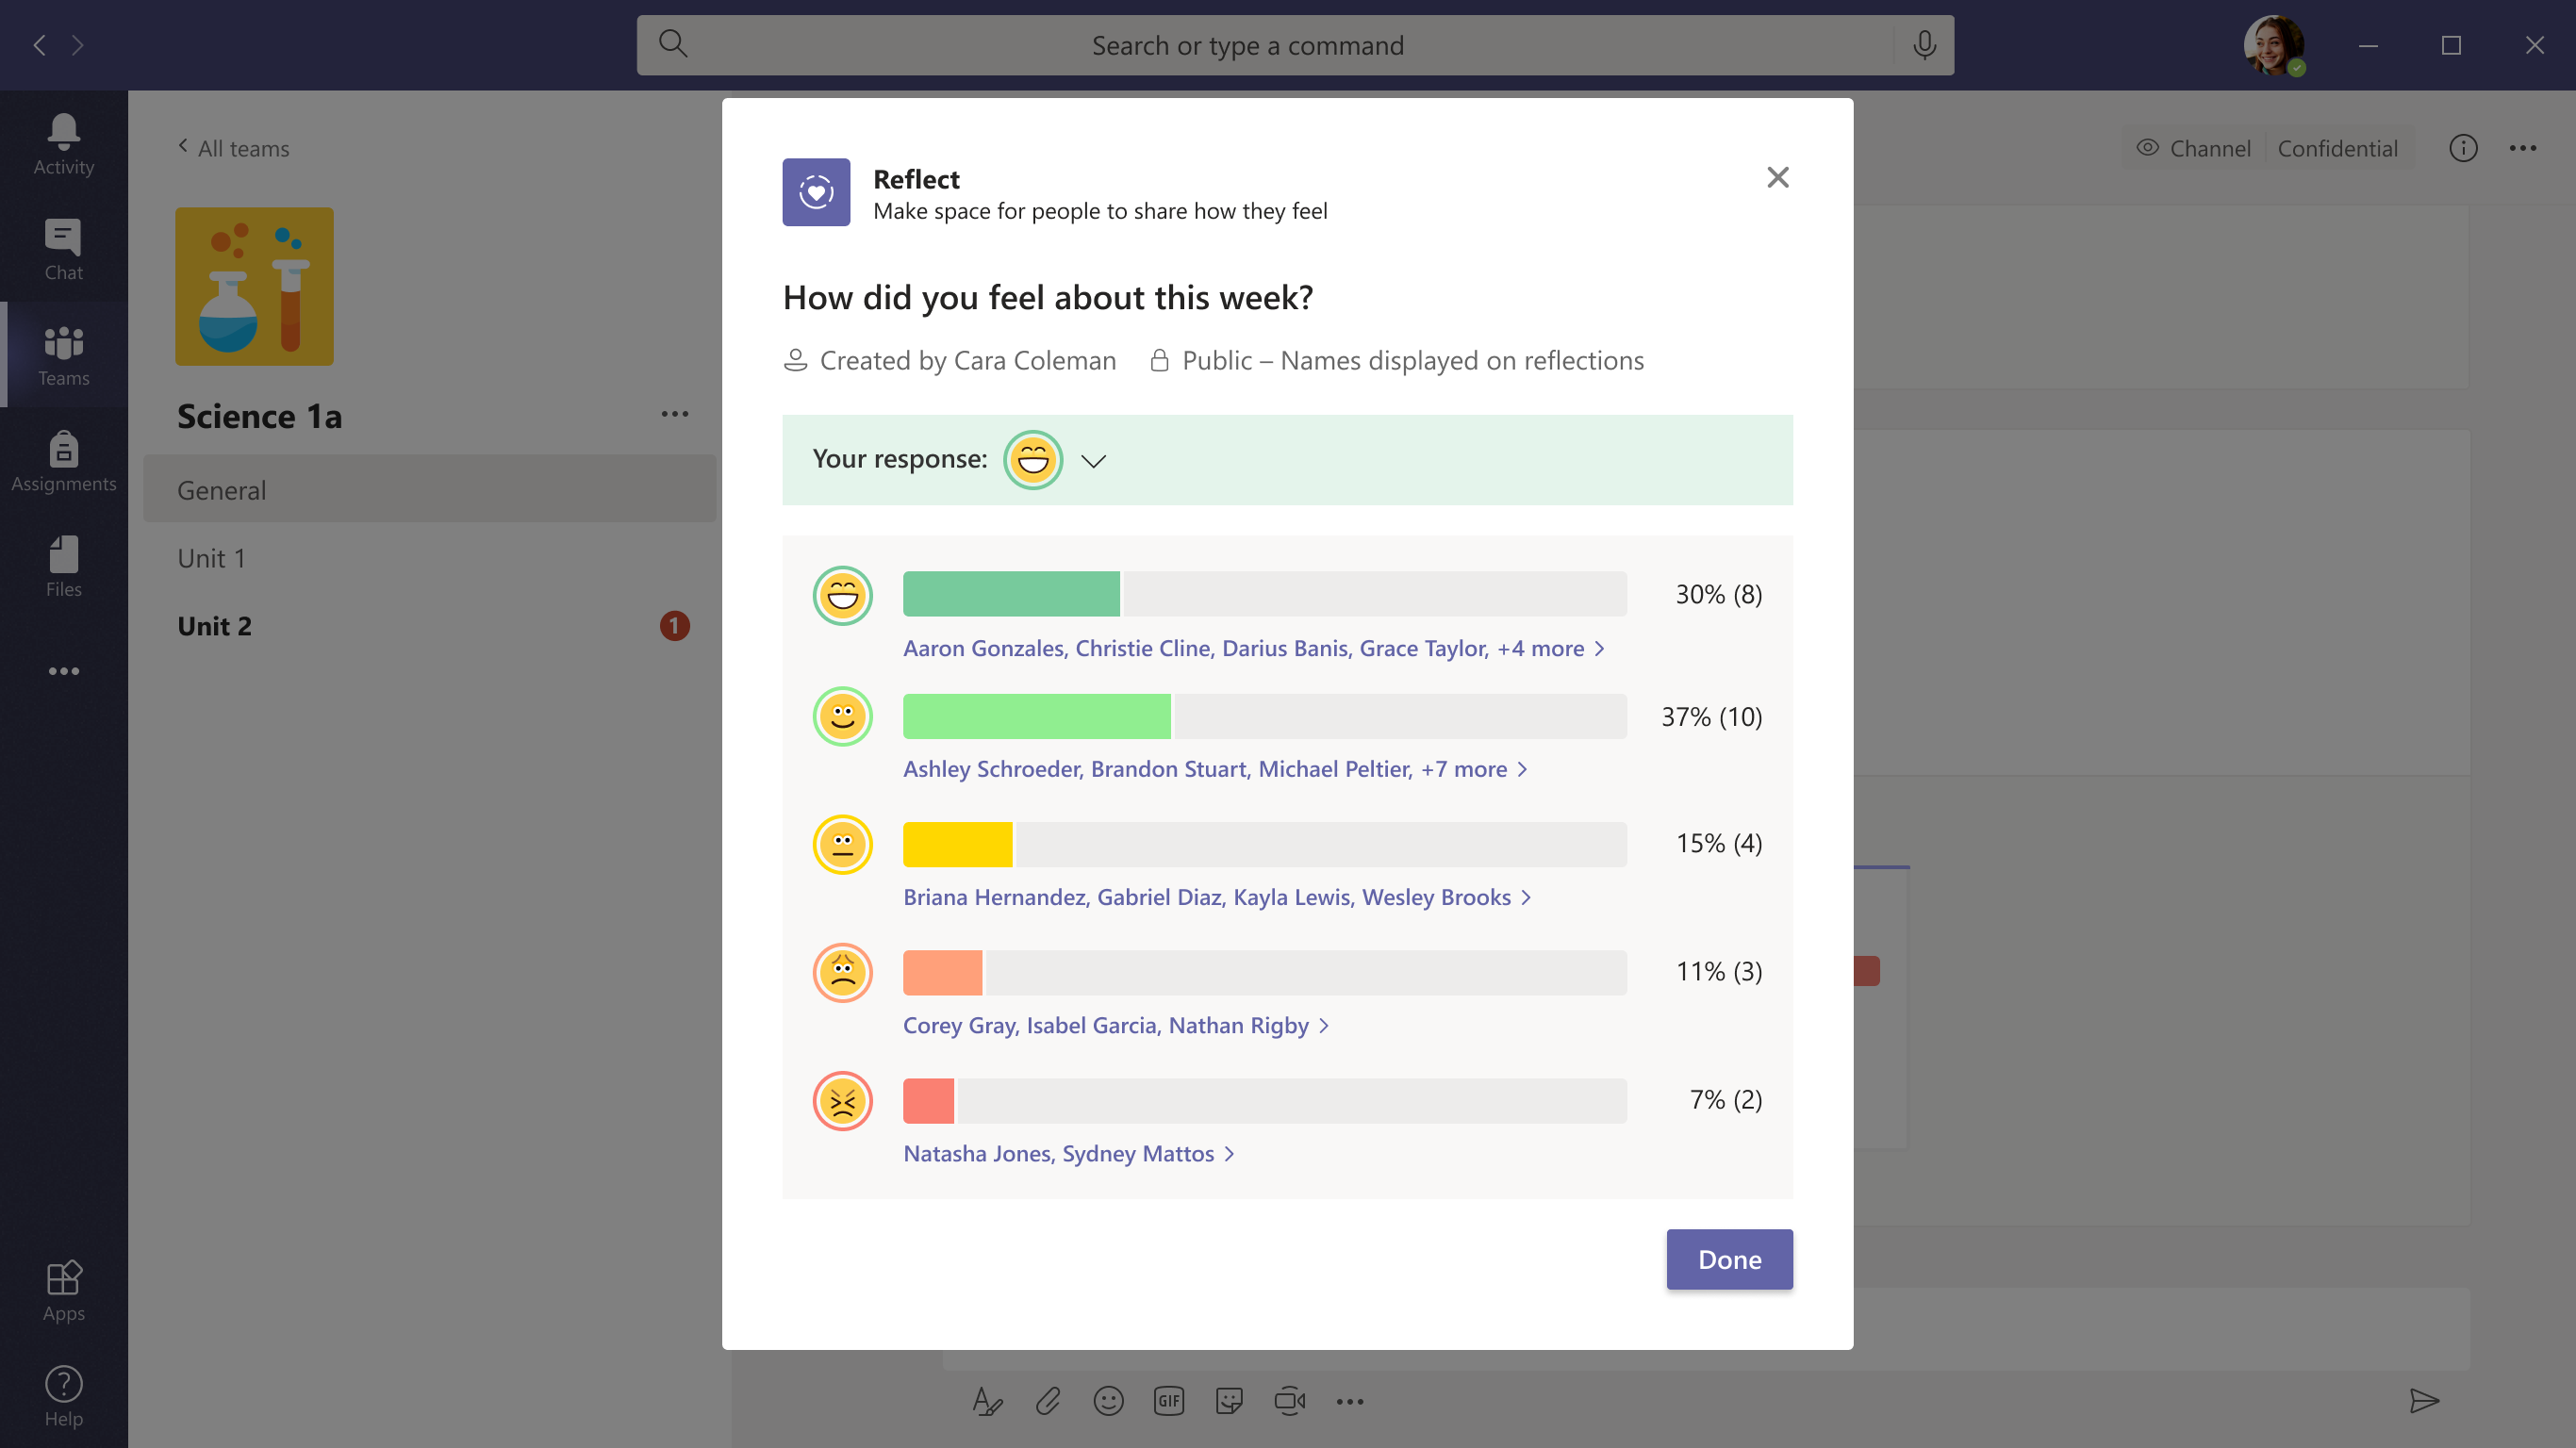 Search or type a command
Activity
Chat
Teams
Assignments
Files
Apps
Help
All teams
Science 1a
General
Unit 1
Unit 2
1
Channel
Confidential
Reflect
Make space for people to share how they feel
How did you feel about this week?
Created by Cara Coleman
Public – Names displayed on reflections
Your response:
30% (8)
Aaron Gonzales, Christie Cline, Darius Banis, Grace Taylor, +4 more
37% (10)
Ashley Schroeder, Brandon Stuart, Michael Peltier, +7 more
15% (4)
Briana Hernandez, Gabriel Diaz, Kayla Lewis, Wesley Brooks
11% (3)
Corey Gray, Isabel Garcia, Nathan Rigby
7% (2)
Natasha Jones, Sydney Mattos
Done
GIF